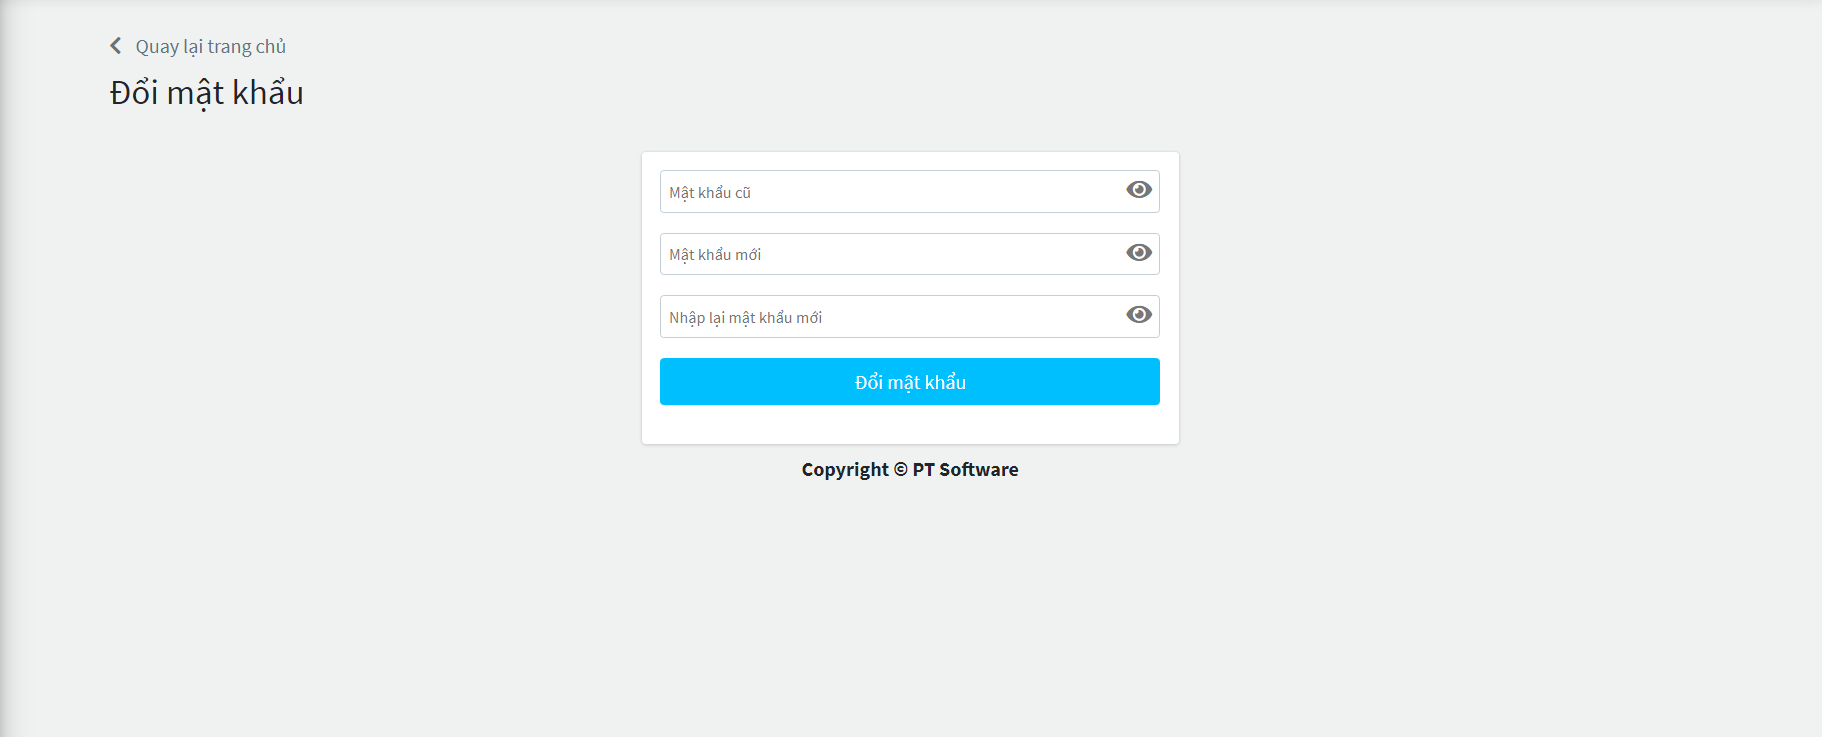 Quay lại trang chủ
Đổi mật khẩu
Mật khẩu cũ
Mật khẩu mới
Nhập lại mật khẩu mới
Đổi mật khẩu
Copyright © PT Software